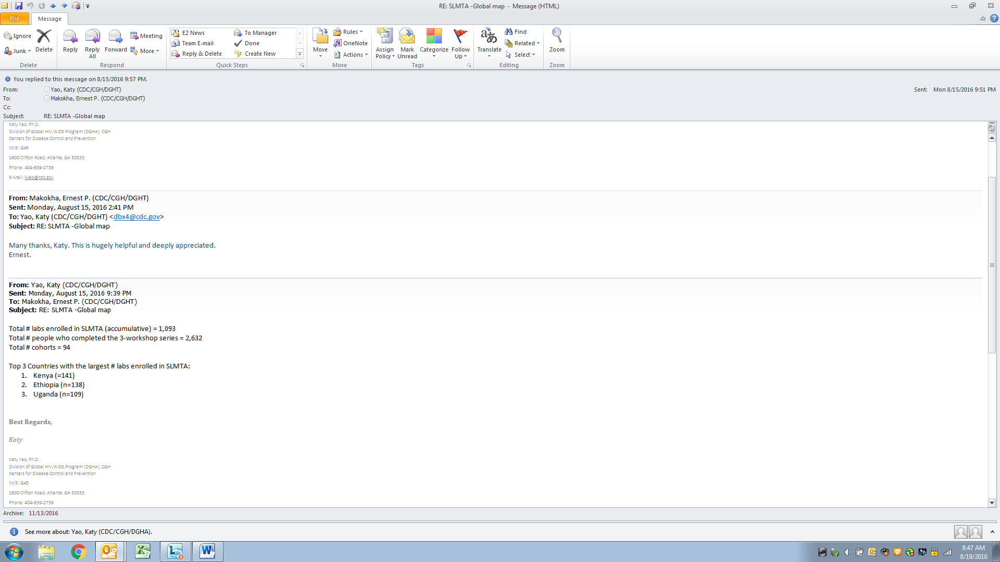 RE: SLMTA -Global map - Message (HTML)
File
Message
Ignore
Junk
Delete
Delete
Reply
Reply All
Forward
Meeting
More
Respond
E2 News
Team E-mail
Reply & Delete
To Manager
Done
Create New
Quick Steps
Move
Rules
OneNote
Actions
Move
Assign Policy
Mark Unread
Categorize
Follow Up
Tags
Translate
Find
Related
Select
Editing
Zoom
Zoom
You replied to this message on 8/15/2016 9:57 PM.
From: Yao, Katy (CDC/CGH/DGHT)
Sent: Mon 8/15/2016 9:51 PM
To: Makokha, Ernest P. (CDC/CGH/DGHT)
Cc:
Subject: RE: SLMTA -Global map
Katy Yao, Ph.D.
Division of Global HIV/AIDS Program (DGHA), CGH
Centers for Disease Control and Prevention
M/S: G45
1600 Clifton Road, Atlanta, GA 30333
Phone: 404-639-2739
E-Mail: kyao@cdc.gov
From: Makokha, Ernest P. (CDC/CGH/DGHT)
Sent: Monday, August 15, 2016 2:41 PM
To: Yao, Katy (CDC/CGH/DGHT) <dbx4@cdc.gov>
Subject: RE: SLMTA -Global map
Many thanks, Katy. This is hugely helpful and deeply appreciated.
Ernest.
From: Yao, Katy (CDC/CGH/DGHT)
Sent: Monday, August 15, 2016 9:39 PM
To: Makokha, Ernest P. (CDC/CGH/DGHT)
Subject: RE: SLMTA -Global map
Total # labs enrolled in SLMTA (accumulative) = 1,093
Total # people who completed the 3-workshop series = 2,632
Total # cohorts = 94
Top 3 Countries with the largest # labs enrolled in SLMTA:
1. Kenya (=141)
2. Ethiopia (n=138)
3. Uganda (n=109)
Best Regards,
Katy
Katy Yao, Ph.D.
Division of Global HIV/AIDS Program (DGHA), CGH
Centers for Disease Control and Prevention
M/S: G45
1600 Clifton Road, Atlanta, GA 30333
Phone: 404-639-2739
Archive: 11/13/2016
See more about: Yao, Katy (CDC/CGH/DGHA).
8:47 AM
8/19/2016